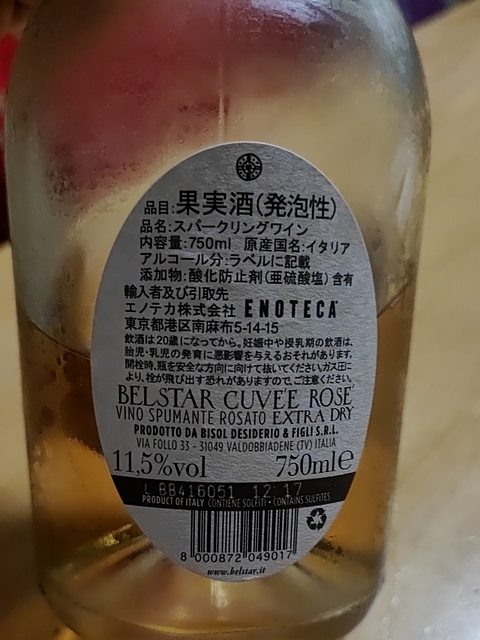 品目:果実酒(発泡性)
品名:スパークリングワイン
内容量:750ml 原産国名:イタリア
アルコール分:ラベルに記載
添加物:酸化防止剤(亜硫酸塩)含有
輸入者及び引取先
エノテカ株式会社 ENOTECA
東京都港区南麻布5-14-15
飲酒は20歳になってから。妊娠中や授乳期の飲酒は、
胎児・乳児の発育に悪影響を与えるおそれがあります。
開栓時、瓶を安全な方向に向けて抜いてください。ガス圧に
より、栓が飛び出す恐れがありますので、ご注意ください。
BELSTAR CUVÉE ROSÉ
VINO SPUMANTE ROSATO EXTRA DRY
PRODOTTO DA BISOL DESIDERIO & FIGLI S.R.L.
VIA FOLLO 33 - 31049 VALDOBBIADENE (TV) ITALIA
11,5%vol 750ml e
L BB416051 12:17
PRODUCT OF ITALY CONTIENE SOLFITI • CONTAINS SULFITES
8 000872 049017
www.belstar.it